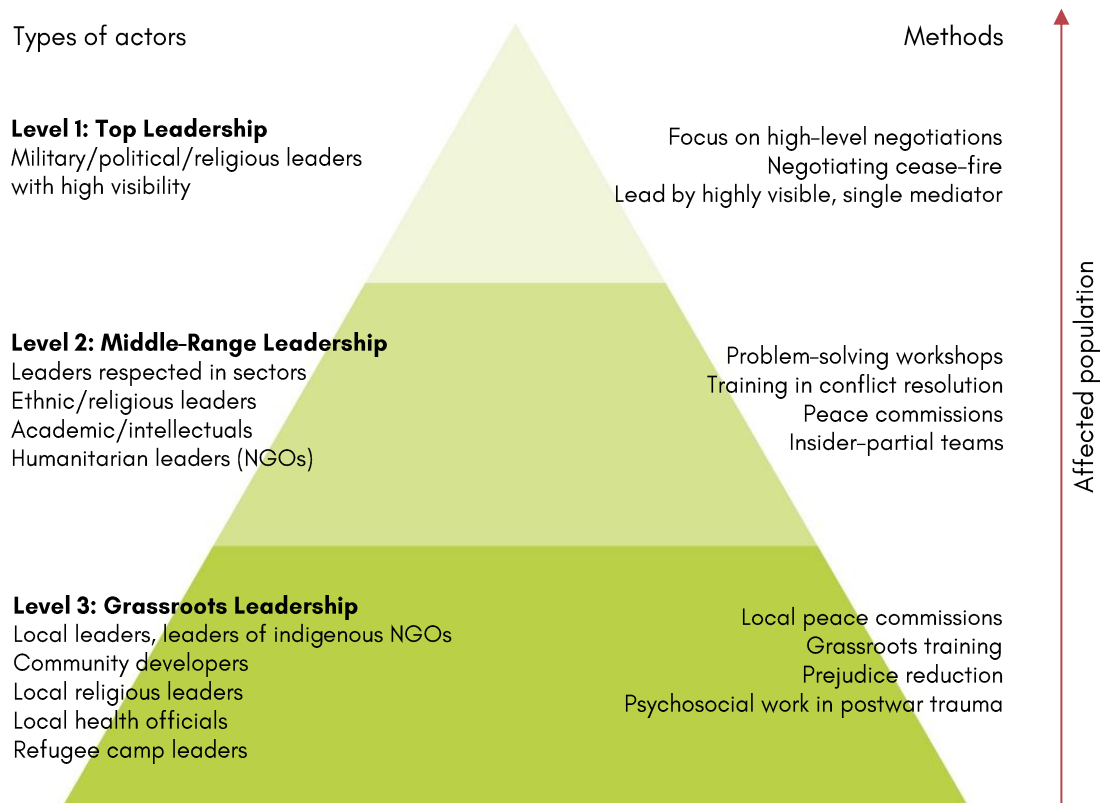 Types of actors
Methods
Level 1: Top Leadership
Military/political/religious leaders
with high visibility
Focus on high-level negotiations
Negotiating cease-fire
Lead by highly visible, single mediator
Level 2: Middle-Range Leadership
Leaders respected in sectors
Ethnic/religious leaders
Academic/intellectuals
Humanitarian leaders (NGOs)
Problem-solving workshops
Training in conflict resolution
Peace commissions
Insider-partial teams
Level 3: Grassroots Leadership
Local leaders, leaders of indigenous NGOs
Community developers
Local religious leaders
Local health officials
Refugee camp leaders
Local peace commissions
Grassroots training
Prejudice reduction
Psychosocial work in postwar trauma
Affected population